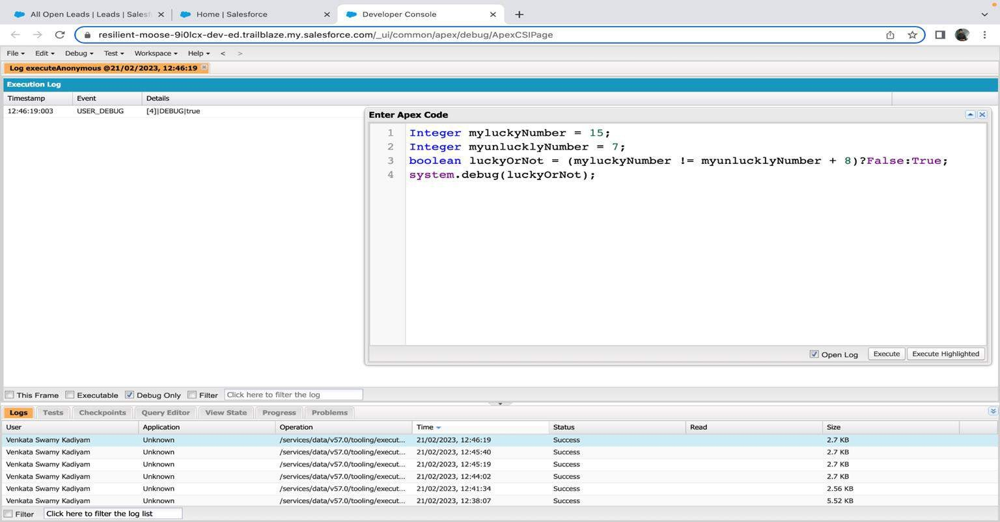 All Open Leads | Leads | Salesf
Home | Salesforce
Developer Console
resilient-moose-9i0lcx-dev-ed.trailblaze.my.salesforce.com/_ui/common/apex/debug/ApexCSIPage
File Edit Debug Test Workspace Help < >
Log executeAnonymous @21/02/2023, 12:46:19
Execution Log
Timestamp Event Details
12:46:19:003 USER_DEBUG [4]|DEBUG|true
Enter Apex Code
1 Integer myluckyNumber = 15;
2 Integer myunlucklyNumber = 7;
3 boolean luckyOrNot = (myluckyNumber != myunlucklyNumber + 8)?False:True;
4 system.debug(luckyOrNot);
Open Log Execute Execute Highlighted
This Frame Executable Debug Only Filter Click here to filter the log
Logs Tests Checkpoints Query Editor View State Progress Problems
User Application Operation Time Status Read Size
Venkata Swamy Kadiyam Unknown /services/data/v57.0/tooling/execut... 21/02/2023, 12:46:19 Success 2.7 KB
Venkata Swamy Kadiyam Unknown /services/data/v57.0/tooling/execut... 21/02/2023, 12:45:40 Success 2.7 KB
Venkata Swamy Kadiyam Unknown /services/data/v57.0/tooling/execut... 21/02/2023, 12:45:19 Success 2.7 KB
Venkata Swamy Kadiyam Unknown /services/data/v57.0/tooling/execut... 21/02/2023, 12:44:02 Success 2.7 KB
Venkata Swamy Kadiyam Unknown /services/data/v57.0/tooling/execut... 21/02/2023, 12:41:34 Success 2.56 KB
Venkata Swamy Kadiyam Unknown /services/data/v57.0/tooling/execut... 21/02/2023, 12:38:07 Success 5.52 KB
Filter Click here to filter the log list